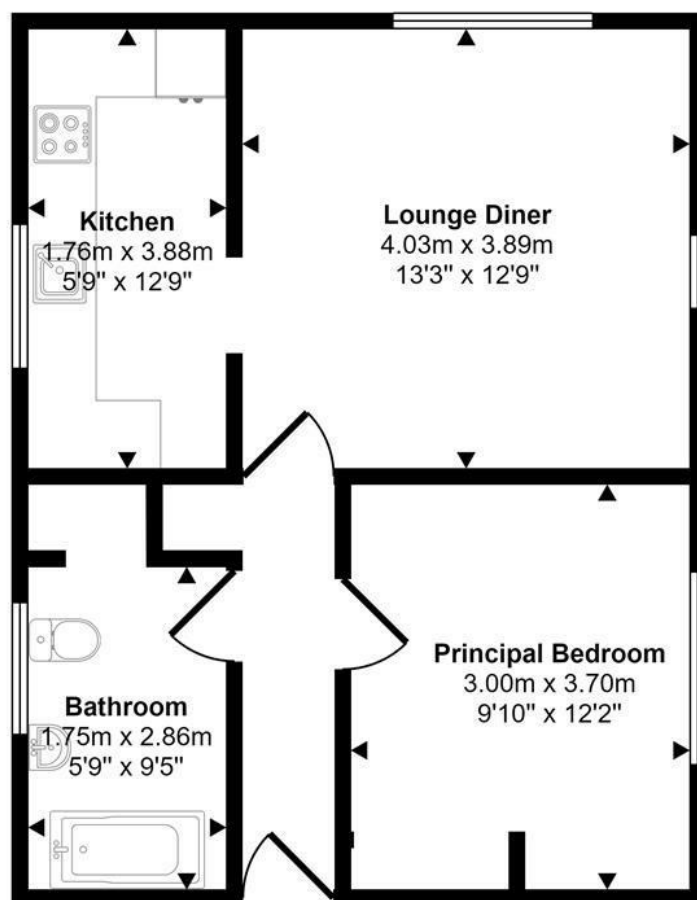 Kitchen
1.76m x 3.88m
5'9" x 12'9"
Lounge Diner
4.03m x 3.89m
13'3" x 12'9"
Bathroom
1.75m x 2.86m
5'9" x 9'5"
Principal Bedroom
3.00m x 3.70m
9'10" x 12'2"